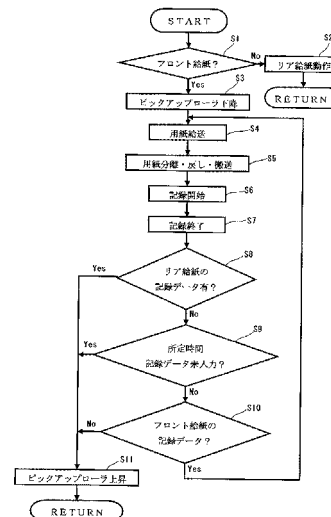 START
S1
フロント給紙?
No
S2
リア給紙動作
RETURN
Yes
S3
ピックアップローラ下降
S4
用紙給送
S5
用紙分離・戻し・搬送
S6
記録開始
S7
記録終了
S8
リア給紙の
記録データ有?
Yes
No
S9
所定時間
記録データ未入力?
Yes
No
S10
フロント給紙の
記録データ?
No
Yes
S11
ピックアップローラ上昇
RETURN